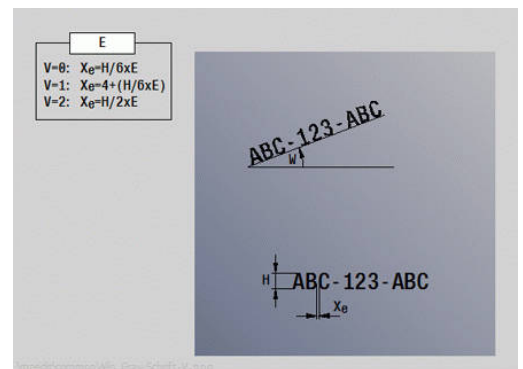 E
V=0: Xe=H/6xE
V=1: Xe=4+(H/6xE)
V=2: Xe=H/2xE
ABC-123-ABC
W
H
ABC-123-ABC
Xe